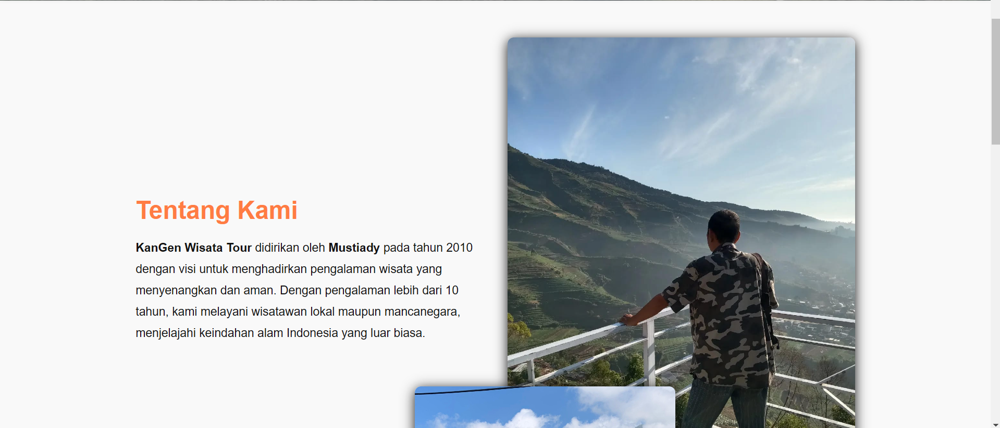 Tentang Kami
KanGen Wisata Tour didirikan oleh Mustiady pada tahun 2010
dengan visi untuk menghadirkan pengalaman wisata yang
menyenangkan dan aman. Dengan pengalaman lebih dari 10
tahun, kami melayani wisatawan lokal maupun mancanegara,
menjelajahi keindahan alam Indonesia yang luar biasa.